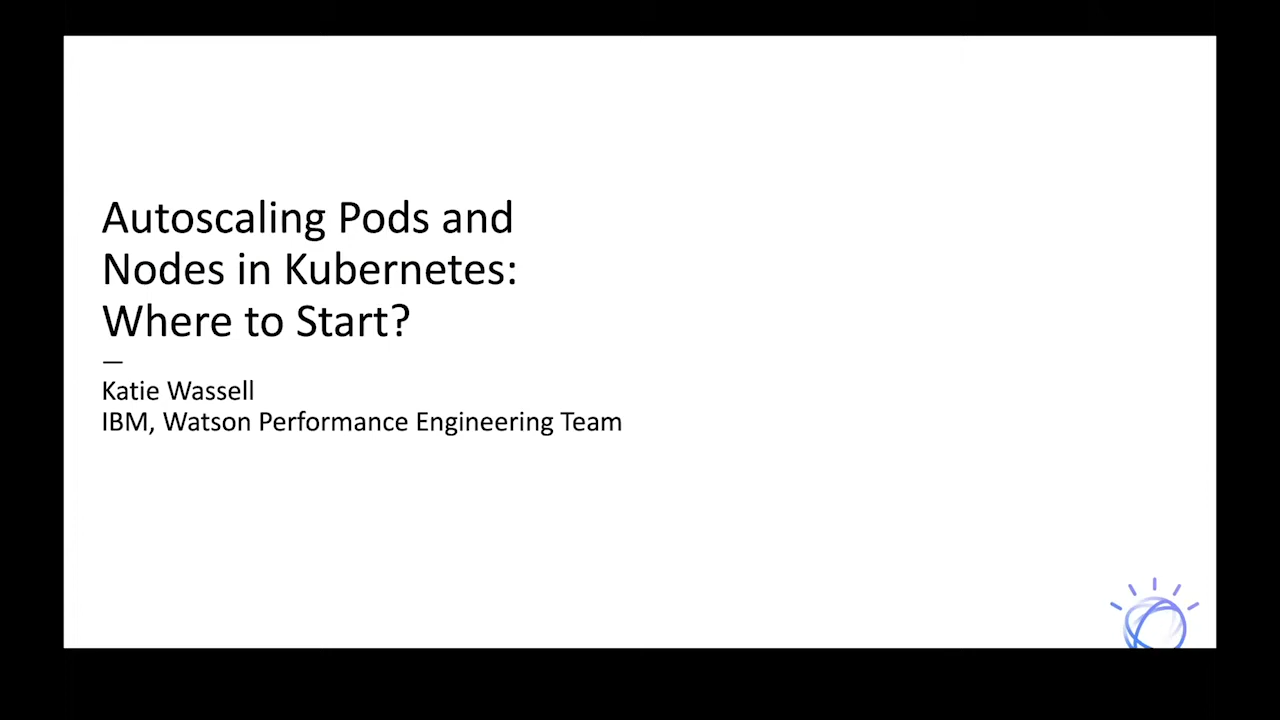 Autoscaling Pods and
Nodes in Kubernetes:
Where to Start?
—
Katie Wassell
IBM, Watson Performance Engineering Team